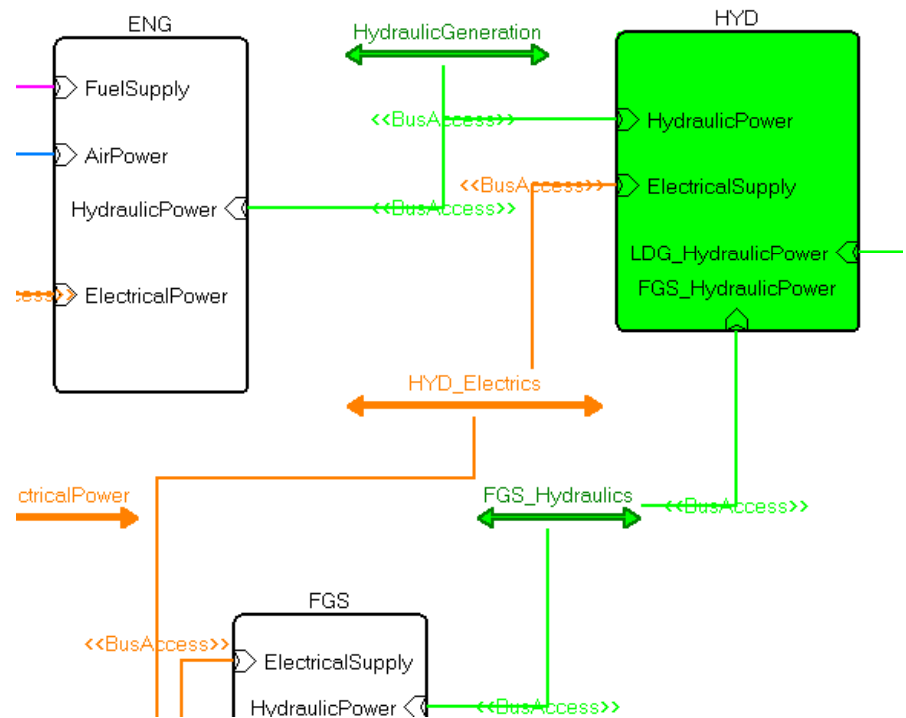 ENG
HydraulicGeneration
HYD
FuelSupply
<<BusAccess>>
HydraulicPower
AirPower
<<BusAccess>>
ElectricalSupply
HydraulicPower
<<BusAccess>>
LDG_HydraulicPower
FGS_HydraulicPower
ElectricalPower
HYD_Electrics
ctricalPower
FGS_Hydraulics
<<BusAccess>>
FGS
<<BusAccess>>
ElectricalSupply
HydraulicPower
<<BusAccess>>